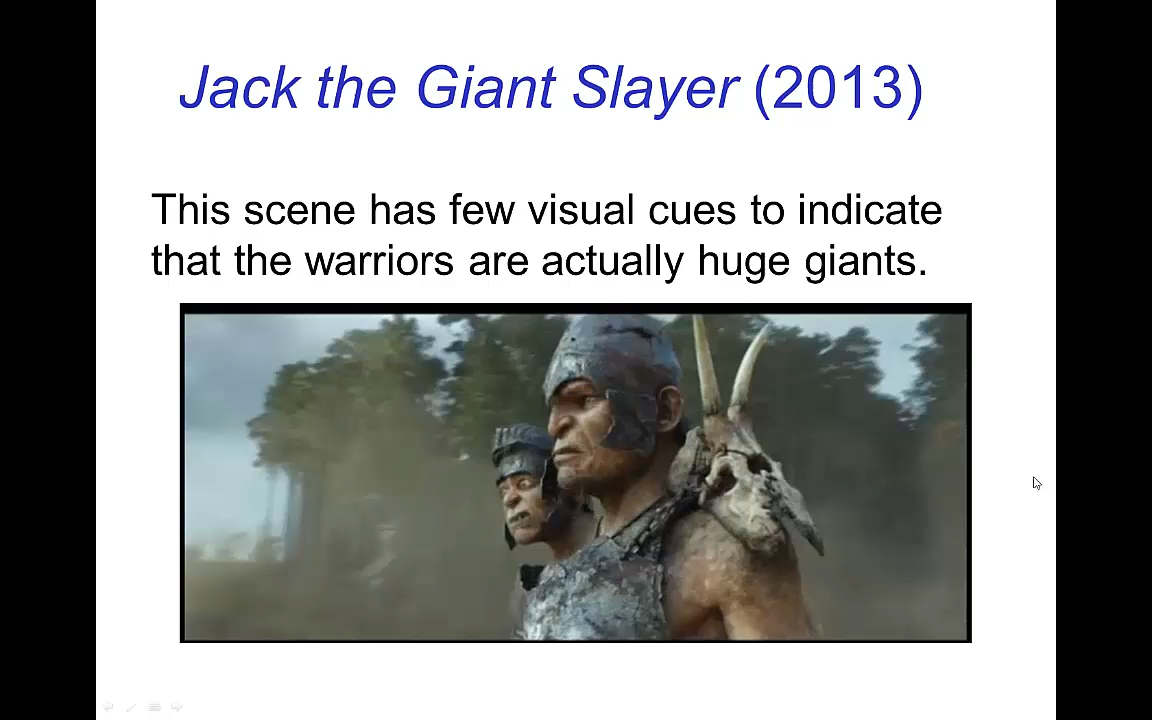 Jack the Giant Slayer (2013)
This scene has few visual cues to indicate
that the warriors are actually huge giants.